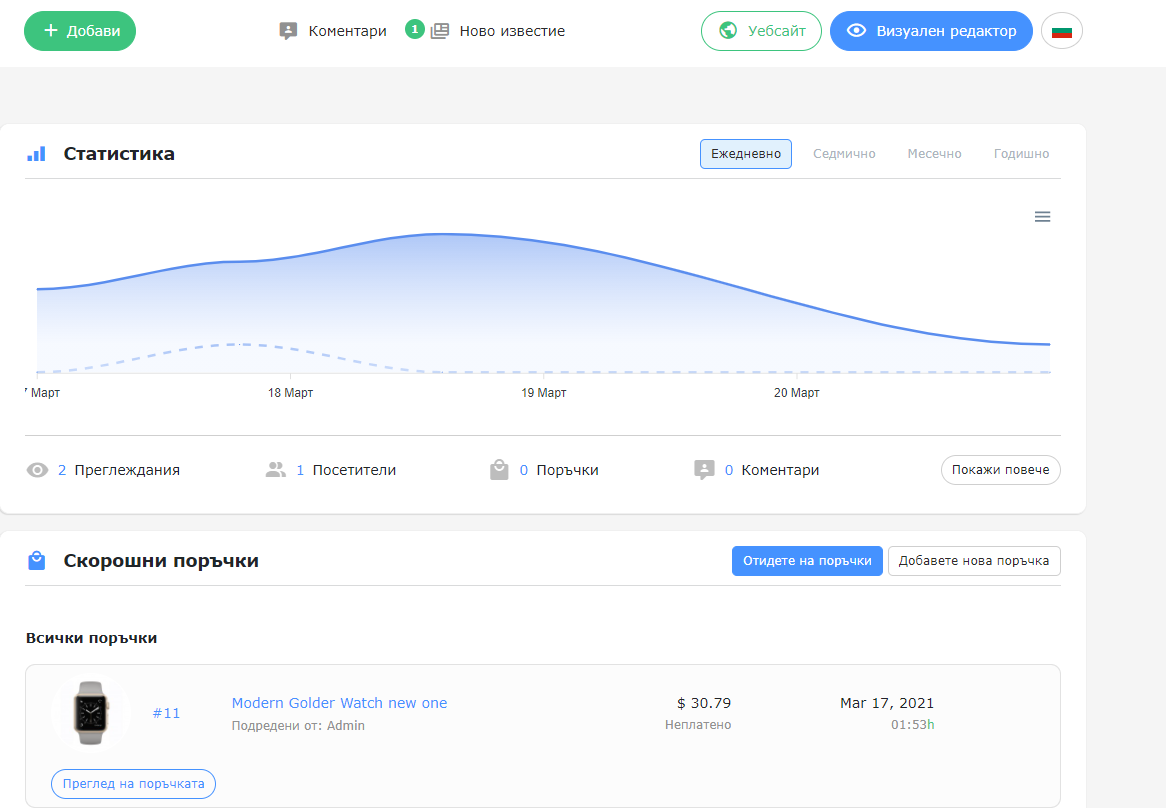 Добави
Коментари
1
Ново известие
Уебсайт
Визуален редактор
Статистика
Ежедневно
Седмично
Месечно
Годишно
7 Март
18 Март
19 Март
20 Март
2 Преглеждания
1 Посетители
0 Поръчки
0 Коментари
Покажи повече
Скорошни поръчки
Отидете на поръчки
Добавете нова поръчка
Всички поръчки
#11
Modern Golder Watch new one
Подредени от: Admin
$ 30.79
Неплатено
Mar 17, 2021
01:53h
Преглед на поръчката